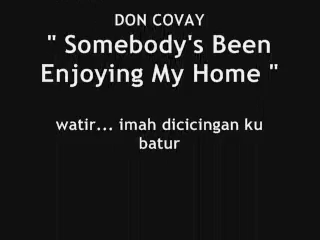 DON COVAY
" Somebody's Been
Enjoying My Home "
watir... imah dicicingan ku
batur